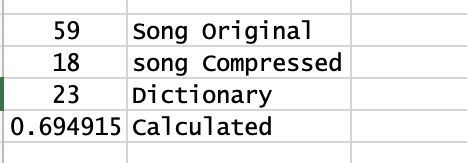 59 Song Original
18 song Compressed
23 Dictionary
0.694915 Calculated